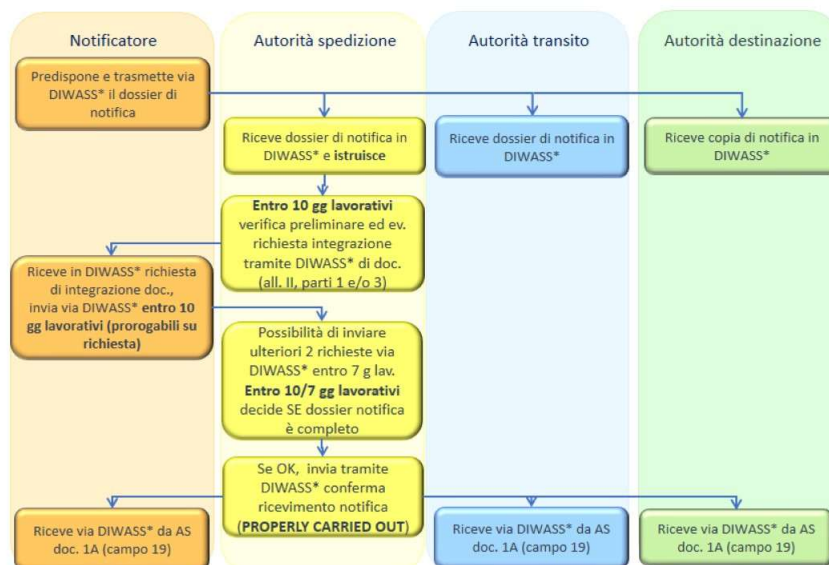 Notificatore
Autorità spedizione
Autorità transito
Autorità destinazione
Predispone e trasmette via
DIWASS* il dossier di
notifica
Riceve dossier di notifica in
DIWASS* e istruisce
Riceve dossier di notifica in
DIWASS*
Riceve copia di notifica in
DIWASS*
Entro 10 gg lavorativi
verifica preliminare ed ev.
richiesta integrazione
tramite DIWASS* di doc.
(all. II, parti 1 e/o 3)
Riceve in DIWASS* richiesta
di integrazione doc.,
invia via DIWASS* entro 10
gg lavorativi (prorogabili su
richiesta)
Possibilità di inviare
ulteriori 2 richieste via
DIWASS* entro 7 g lav.
Entro 10/7 gg lavorativi
decide SE dossier notifica
è completo
Se OK, invia tramite
DIWASS* conferma
ricevimento notifica
(PROPERLY CARRIED OUT)
Riceve via DIWASS* da AS
doc. 1A (campo 19)
Riceve via DIWASS* da AS
doc. 1A (campo 19)
Riceve via DIWASS* da AS
doc. 1A (campo 19)